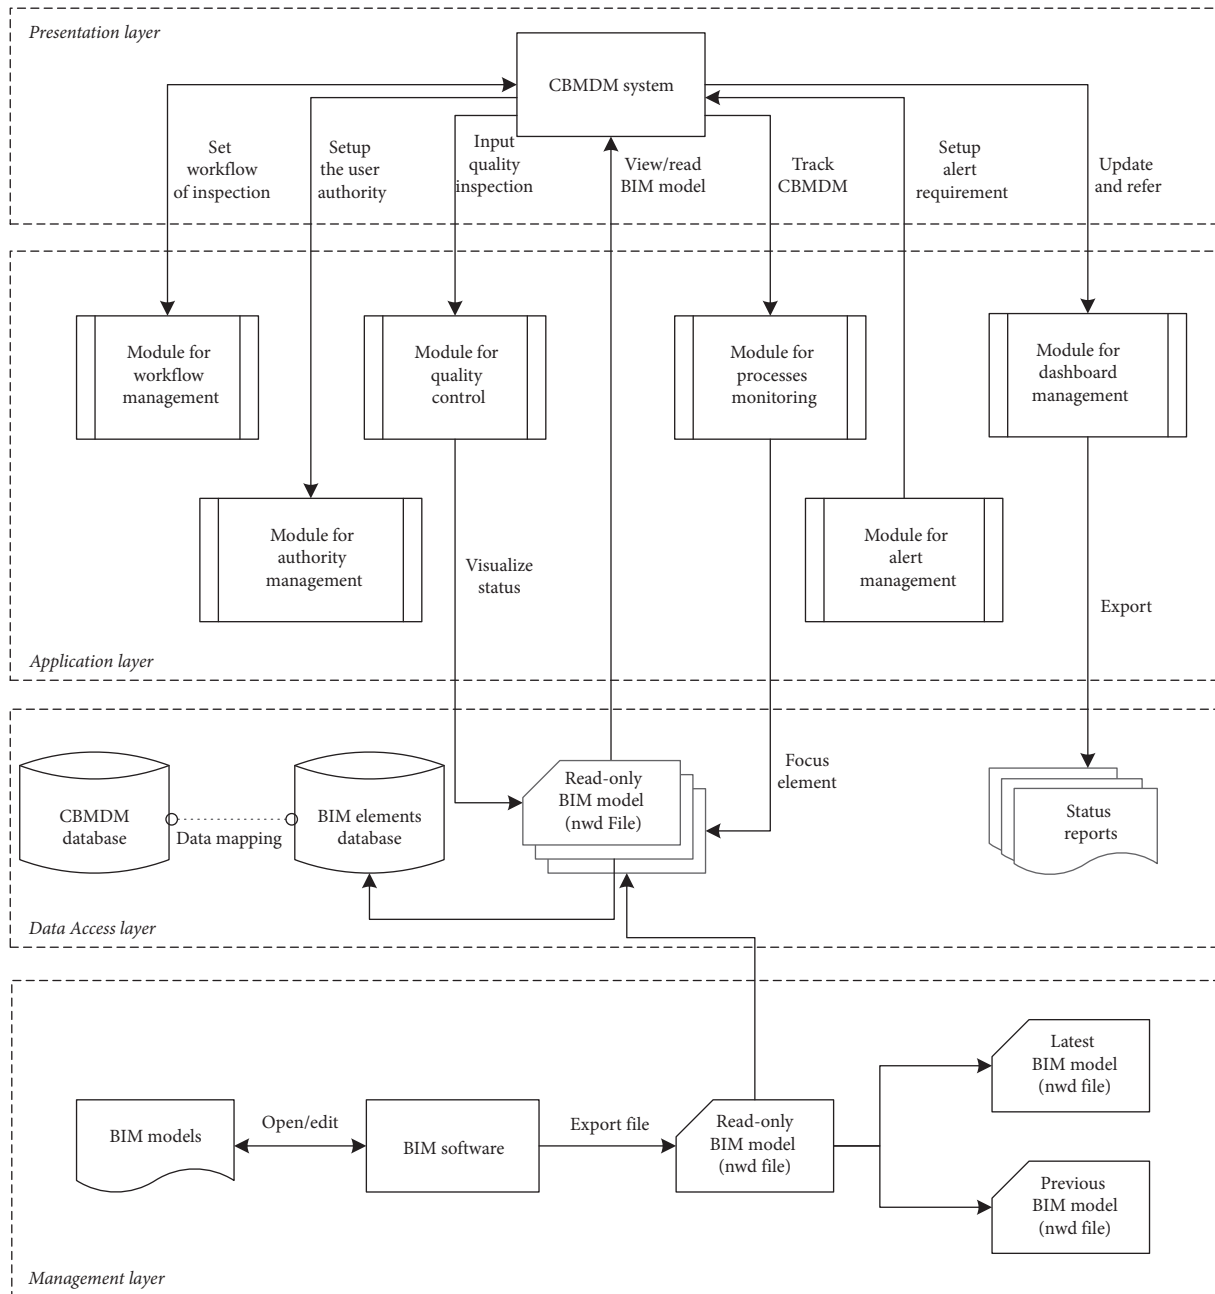 Presentation layer
CBMDM system
Set
workflow
of inspection
Setup
the user
authority
Input
quality
inspection
View/read
BIM model
Track
CBMDM
Setup
alert
requirement
Update
and refer
Module for
workflow
management
Module for
quality
control
Module for
processes
monitoring
Module for
dashboard
management
Module for
authority
management
Visualize
status
Module for
alert
management
Export
Application layer
CBMDM
database
Data mapping
BIM elements
database
Read-only
BIM model
(nwd File)
Focus
element
Status
reports
Data Access layer
BIM models
Open/edit
BIM software
Export file
Read-only
BIM model
(nwd file)
Latest
BIM model
(nwd file)
Previous
BIM model
(nwd file)
Management layer